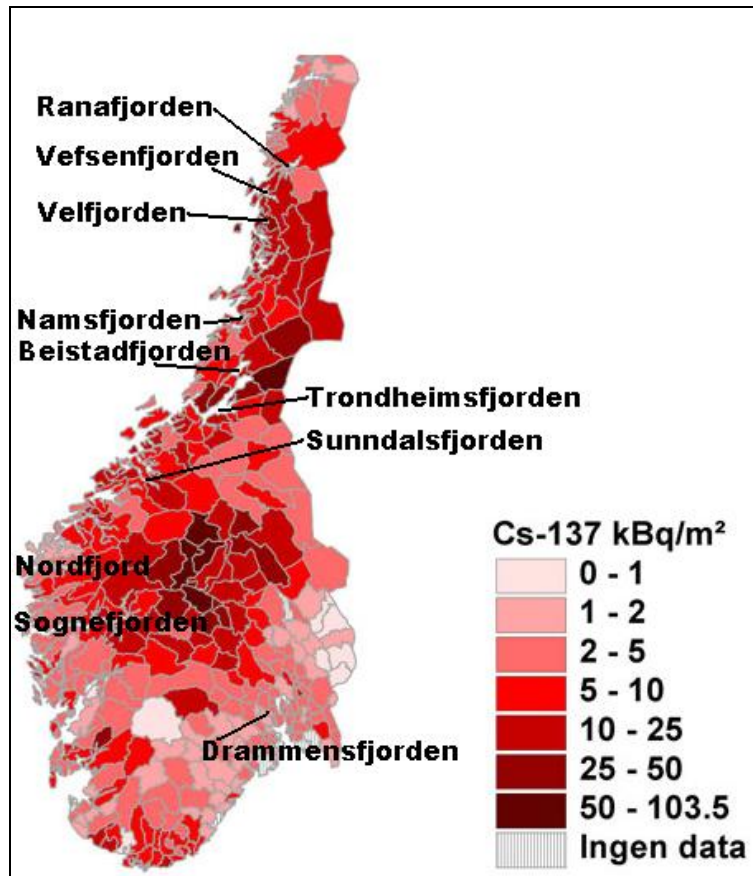 Ranafjorden
Vefsenfjorden
Velfjorden
Namsfjorden
Beistadfjorden
Trondheimsfjorden
Sunndalsfjorden
Nordfjord
Sognefjorden
Drammensfjorden
Cs-137 kBq/m²
0 - 1
1 - 2
2 - 5
5 - 10
10 - 25
25 - 50
50 - 103.5
Ingen data